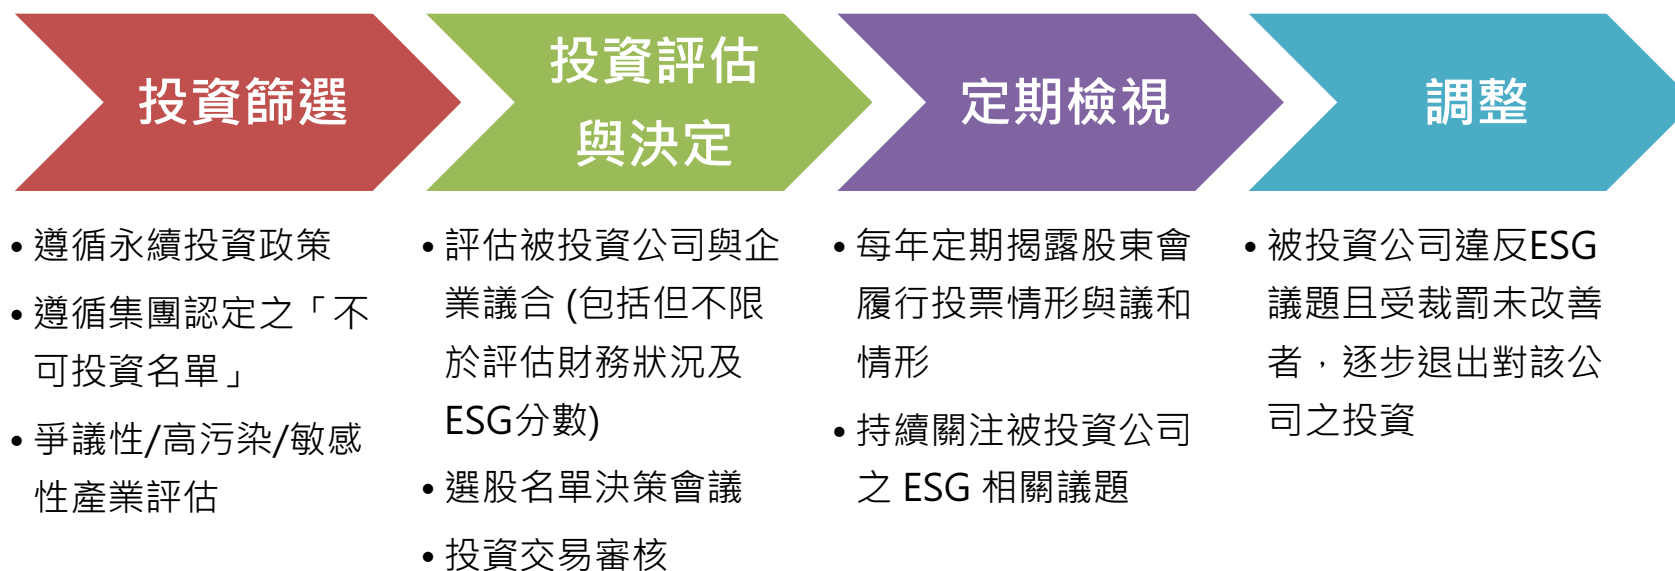 投資篩選
投資評估
與決定
定期檢視
調整
• 遵循永續投資政策
• 遵循集團認定之「不
可投資名單」
• 爭議性/高污染/敏感
性產業評估
• 評估被投資公司與企
業議合 (包括但不限
於評估財務狀況及
ESG分數)
• 選股名單決策會議
• 投資交易審核
• 每年定期揭露股東會
履行投票情形與議和
情形
• 持續關注被投資公司
之 ESG 相關議題
• 被投資公司違反ESG
議題且受裁罰未改善
者，逐步退出對該公
司之投資